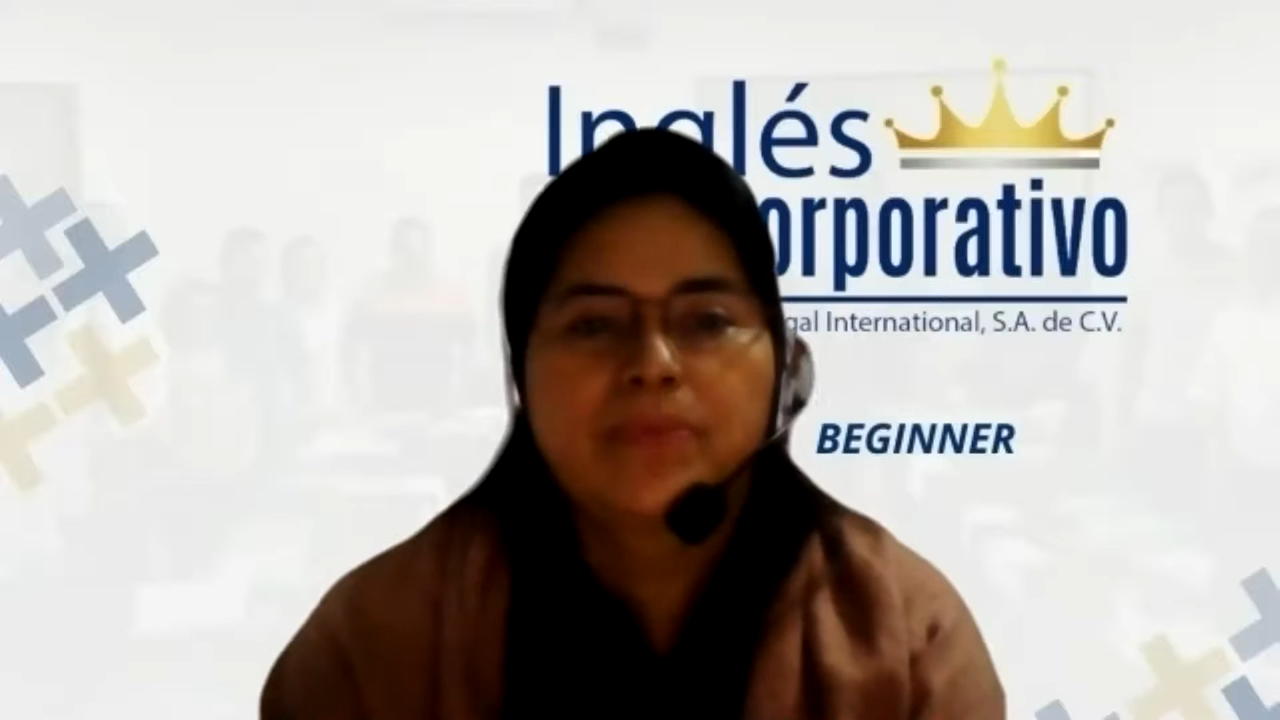 Inglés
orporativo
gal International, S.A. de C.V.
BEGINNER